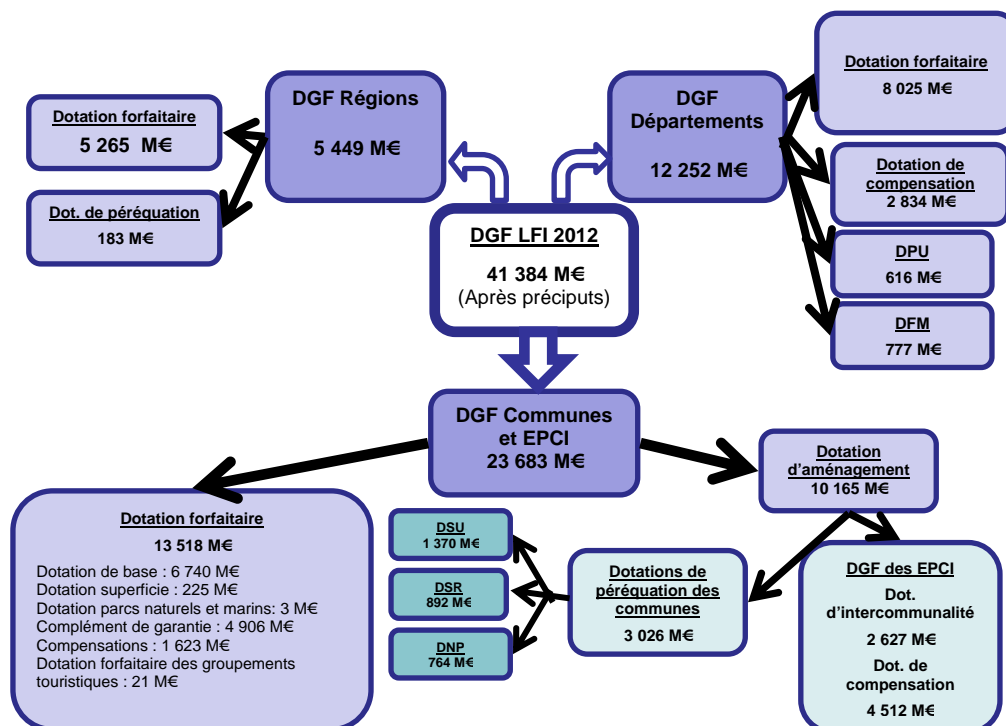 DGF Régions
5 449 M€
Dotation forfaitaire
5 265 M€
Dot. de péréquation
183 M€
DGF
Départements
12 252 M€
Dotation forfaitaire
8 025 M€
Dotation de
compensation
2 834 M€
DPU
616 M€
DFM
777 M€
DGF LFI 2012
41 384 M€
(Après préciputs)
DGF Communes
et EPCI
23 683 M€
Dotation forfaitaire
13 518 M€
Dotation de base : 6 740 M€
Dotation superficie : 225 M€
Dotation parcs naturels et marins: 3 M€
Complément de garantie : 4 906 M€
Compensations : 1 623 M€
Dotation forfaitaire des groupements
touristiques : 21 M€
Dotation
d'aménagement
10 165 M€
DSU
1 370 M€
DSR
892 M€
DNP
764 M€
Dotations de
péréquation des
communes
3 026 M€
DGF des EPCI
Dot.
d'intercommunalité
2 627 M€
Dot. de
compensation
4 512 M€